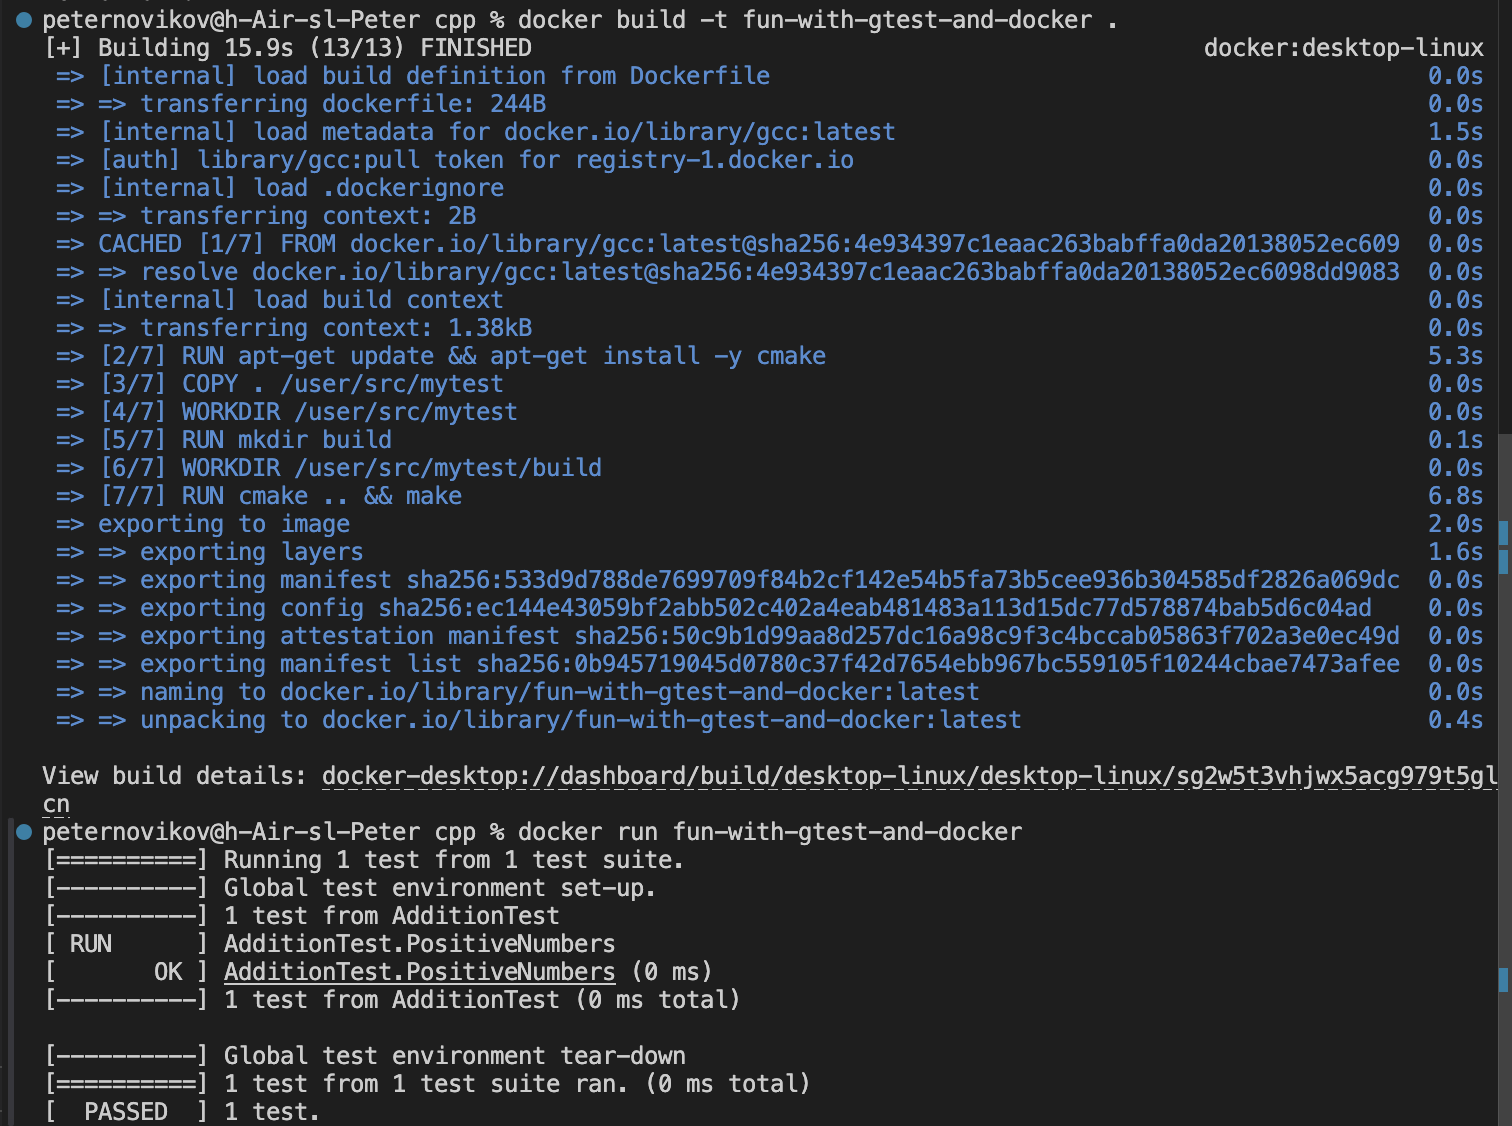 peternovikov@h-Air-sl-Peter cpp % docker build -t fun-with-gtest-and-docker .
[+] Building 15.9s (13/13) FINISHED docker:desktop-linux
=> [internal] load build definition from Dockerfile 0.0s
=> => transferring dockerfile: 244B 0.0s
=> [internal] load metadata for docker.io/library/gcc:latest 1.5s
=> [auth] library/gcc:pull token for registry-1.docker.io 0.0s
=> [internal] load .dockerignore 0.0s
=> => transferring context: 2B 0.0s
=> CACHED [1/7] FROM docker.io/library/gcc:latest@sha256:4e934397c1eaac263babffa0da20138052ec609 0.0s
=> => resolve docker.io/library/gcc:latest@sha256:4e934397c1eaac263babffa0da20138052ec6098dd9083 0.0s
=> [internal] load build context 0.0s
=> => transferring context: 1.38kB 0.0s
=> [2/7] RUN apt-get update && apt-get install -y cmake 5.3s
=> [3/7] COPY . /user/src/mytest 0.0s
=> [4/7] WORKDIR /user/src/mytest 0.0s
=> [5/7] RUN mkdir build 0.1s
=> [6/7] WORKDIR /user/src/mytest/build 0.0s
=> [7/7] RUN cmake .. && make 6.8s
=> exporting to image 2.0s
=> => exporting layers 1.6s
=> => exporting manifest sha256:533d9d788de7699709f84b2cf142e54b5fa73b5cee936b304585df2826a069dc 0.0s
=> => exporting config sha256:ec144e43059bf2abb502c402a4eab481483a113d15dc77d578874bab5d6c04ad 0.0s
=> => exporting attestation manifest sha256:50c9b1d99aa8d257dc16a98c9f3c4bccab05863f702a3e0ec49d 0.0s
=> => exporting manifest list sha256:0b945719045d0780c37f42d7654ebb967bc559105f10244cbae7473afee 0.0s
=> => naming to docker.io/library/fun-with-gtest-and-docker:latest 0.0s
=> => unpacking to docker.io/library/fun-with-gtest-and-docker:latest 0.4s
View build details: docker-desktop://dashboard/build/desktop-linux/desktop-linux/sg2w5t3vhjwx5acg979t5gl
cn
peternovikov@h-Air-sl-Peter cpp % docker run fun-with-gtest-and-docker
[==========] Running 1 test from 1 test suite.
[----------] Global test environment set-up.
[----------] 1 test from AdditionTest
[ RUN      ] AdditionTest.PositiveNumbers
[       OK ] AdditionTest.PositiveNumbers (0 ms)
[----------] 1 test from AdditionTest (0 ms total)
[----------] Global test environment tear-down
[==========] 1 test from 1 test suite ran. (0 ms total)
[  PASSED  ] 1 test.